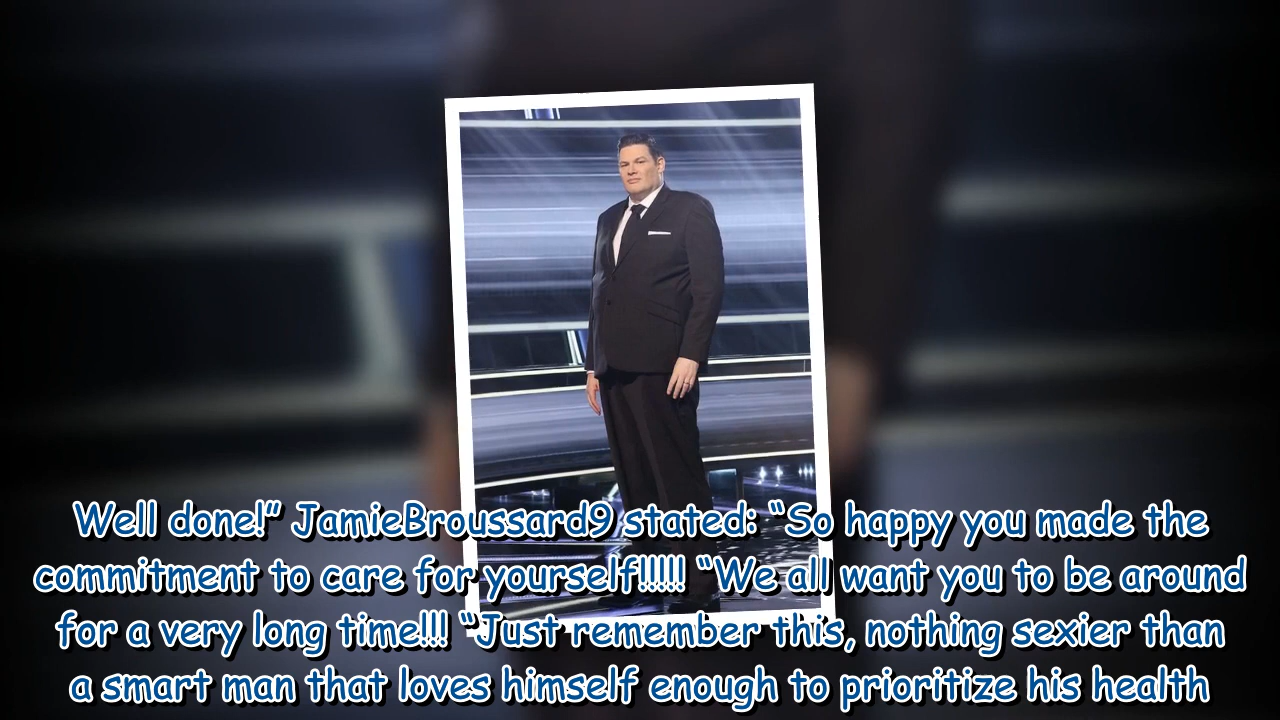 Well done!” JamieBroussard9 stated: “So happy you made the
commitment to care for yourself!!!!! “We all want you to be around
for a very long time!!! “Just remember this, nothing sexier than
a smart man that loves himself enough to prioritize his health